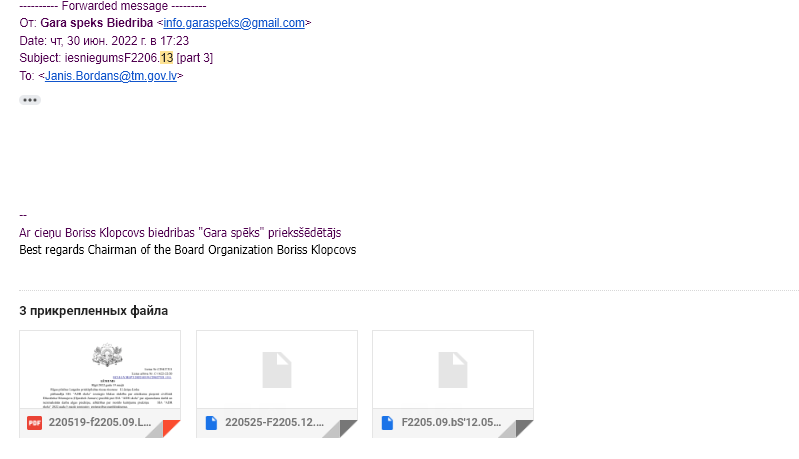 ---------- Forwarded message ---------
От: Gara speks Biedriba <info.garaspeks@gmail.com>
Date: чт, 30 июн. 2022 г. в 17:23
Subject: iesniegumsF2206.13 [part 3]
To: <Janis.Bordans@tm.gov.lv>
--
Ar cieņu Boriss Klopcovs biedribas "Gara spēks" prieksšēdētājs
Best regards Chairman of the Board Organization Boriss Klopcovs
3 прикрепленных файла
PDF 220519-f2205.09.L...
220525-F2205.12....
F2205.09.bS'12.05...